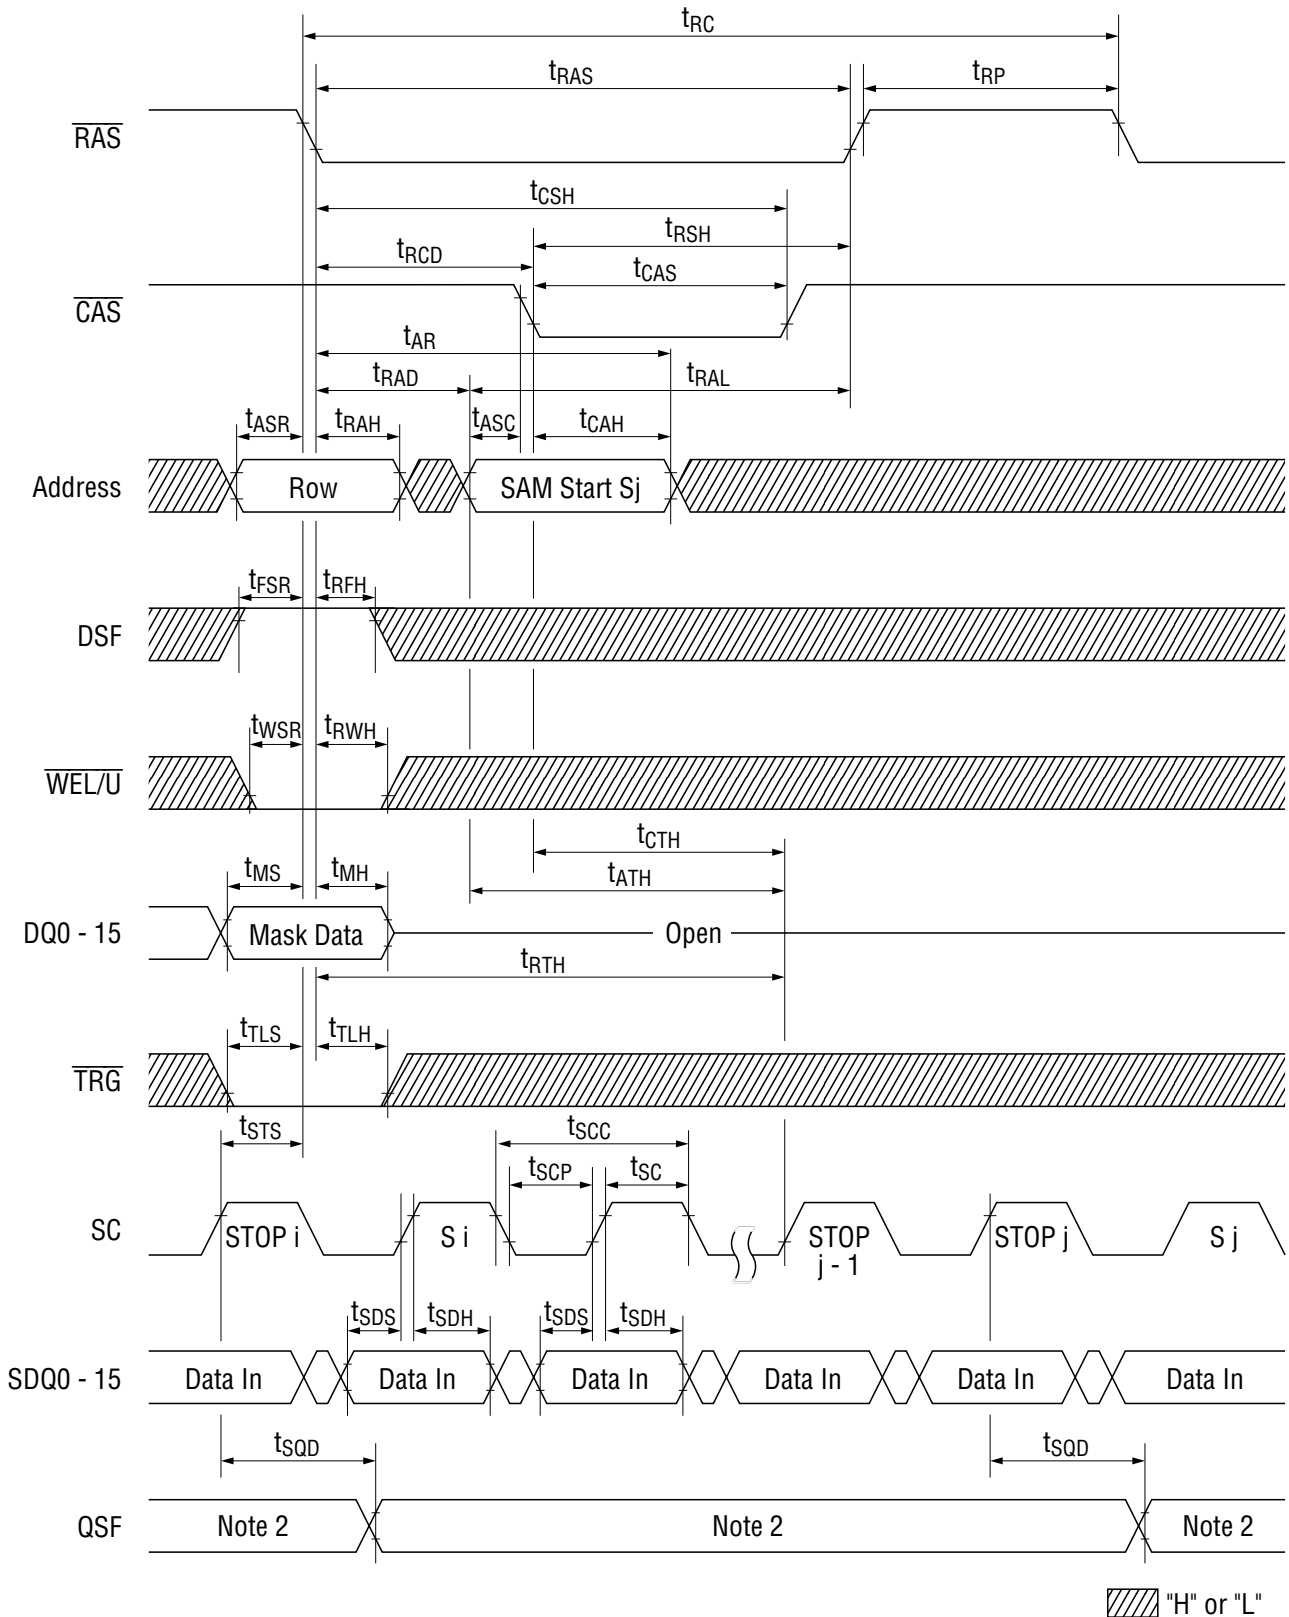 tRC
tRAS
tRP
RAS
tCSH
tRSH
tRCD
tCAS
CAS
tAR
tRAD
tRAL
tASR
tRAH
tASC
tCAH
Address
Row
SAM Start Sj
tFSR
tRFH
DSF
tWSR
tRWH
WEL/U
tCTH
tMS
tMH
tATH
DQ0 - 15
Mask Data
Open
tRTH
tTLS
tTLH
TRG
tSTS
tSCC
tSCP
tSC
SC
STOP i
S i
STOP
j - 1
STOP j
S j
tSDS
tSDH
tSDS
tSDH
SDQ0 - 15
Data In
Data In
Data In
Data In
Data In
Data In
tSQD
tSQD
QSF
Note 2
Note 2
Note 2
"H" or "L"